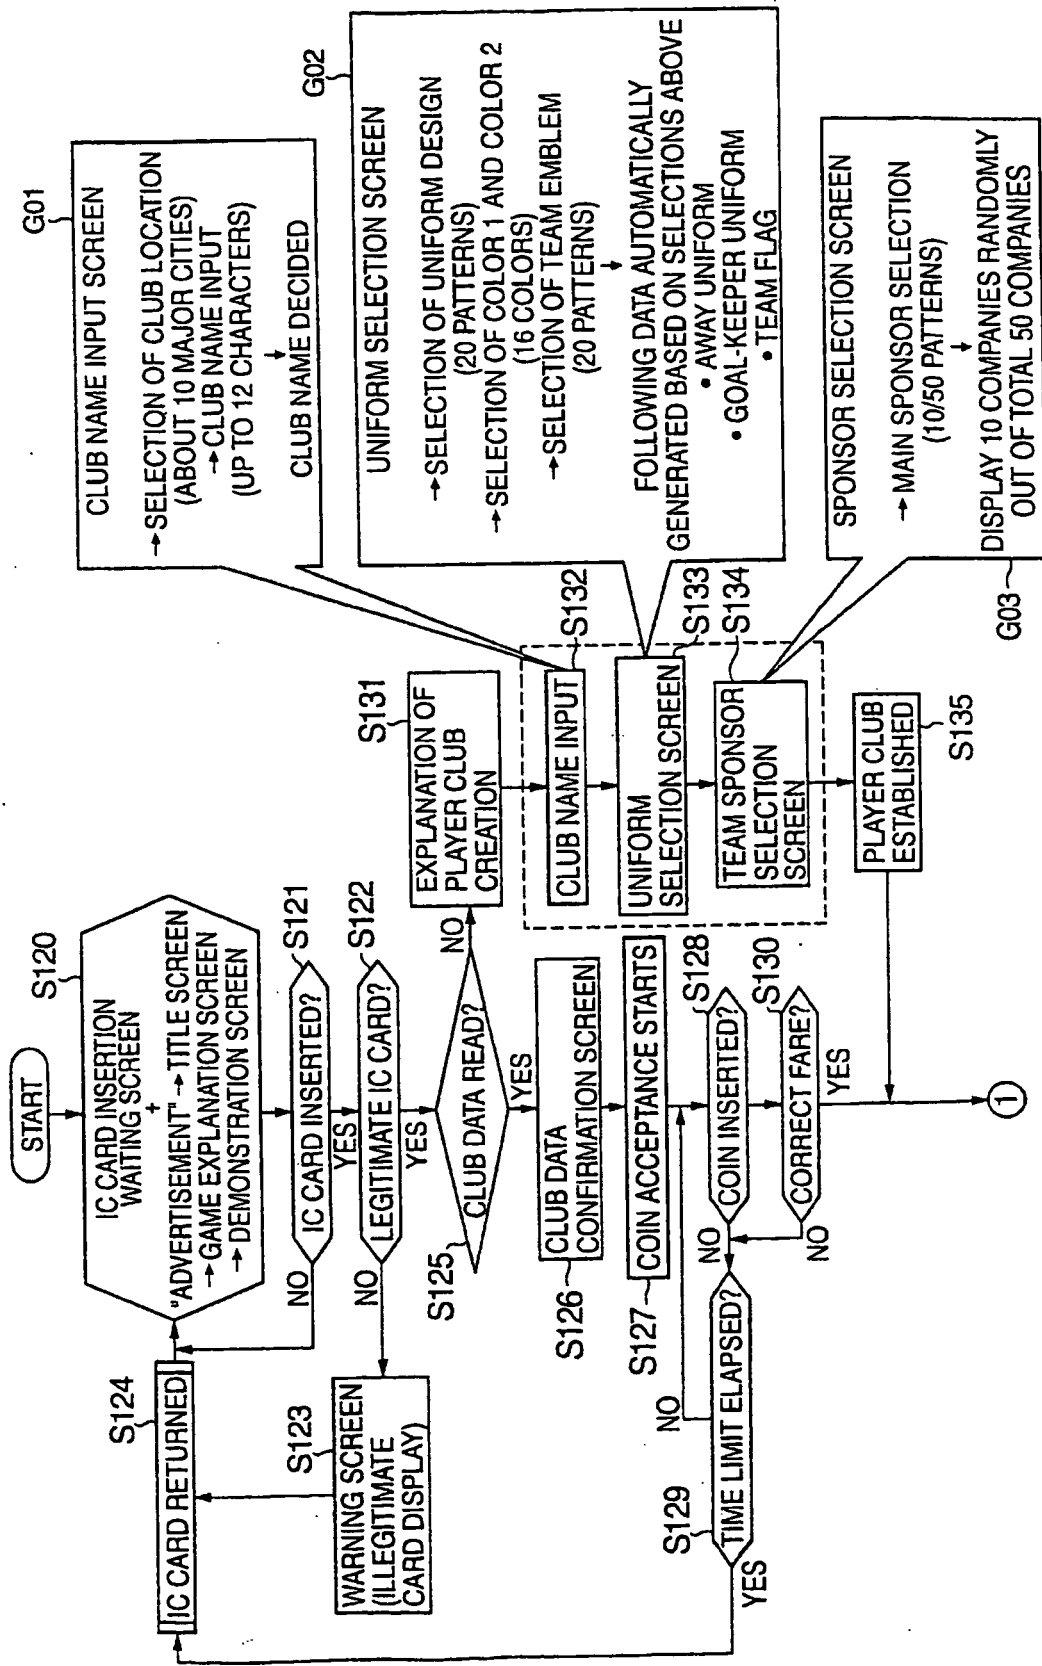 START
S120
IC CARD INSERTION
WAITING SCREEN
+
"ADVERTISEMENT"→TITLE SCREEN
→GAME EXPLANATION SCREEN
→DEMONSTRATION SCREEN
S124
IC CARD RETURNED
S121
IC CARD INSERTED?
NO
YES
S122
LEGITIMATE IC CARD?
NO
YES
S123
WARNING SCREEN
(ILLEGITIMATE
CARD DISPLAY)
S125
CLUB DATA READ?
NO
YES
S126
CLUB DATA
CONFIRMATION SCREEN
S127
COIN ACCEPTANCE STARTS
S128
COIN INSERTED?
NO
S129
TIME LIMIT ELAPSED?
NO
YES
S130
CORRECT FARE?
NO
YES
1
S131
EXPLANATION OF
PLAYER CLUB
CREATION
S132
CLUB NAME INPUT
S133
UNIFORM
SELECTION SCREEN
S134
TEAM SPONSOR
SELECTION
SCREEN
S135
PLAYER CLUB
ESTABLISHED
G01
CLUB NAME INPUT SCREEN
→SELECTION OF CLUB LOCATION
(ABOUT 10 MAJOR CITIES)
→CLUB NAME INPUT
(UP TO 12 CHARACTERS)
→
CLUB NAME DECIDED
G02
UNIFORM SELECTION SCREEN
→SELECTION OF UNIFORM DESIGN
(20 PATTERNS)
→SELECTION OF COLOR 1 AND COLOR 2
(16 COLORS)
→SELECTION OF TEAM EMBLEM
(20 PATTERNS)
→
FOLLOWING DATA AUTOMATICALLY
GENERATED BASED ON SELECTIONS ABOVE
• AWAY UNIFORM
• GOAL-KEEPER UNIFORM
• TEAM FLAG
G03
SPONSOR SELECTION SCREEN
→MAIN SPONSOR SELECTION
(10/50 PATTERNS)
→
DISPLAY 10 COMPANIES RANDOMLY
OUT OF TOTAL 50 COMPANIES